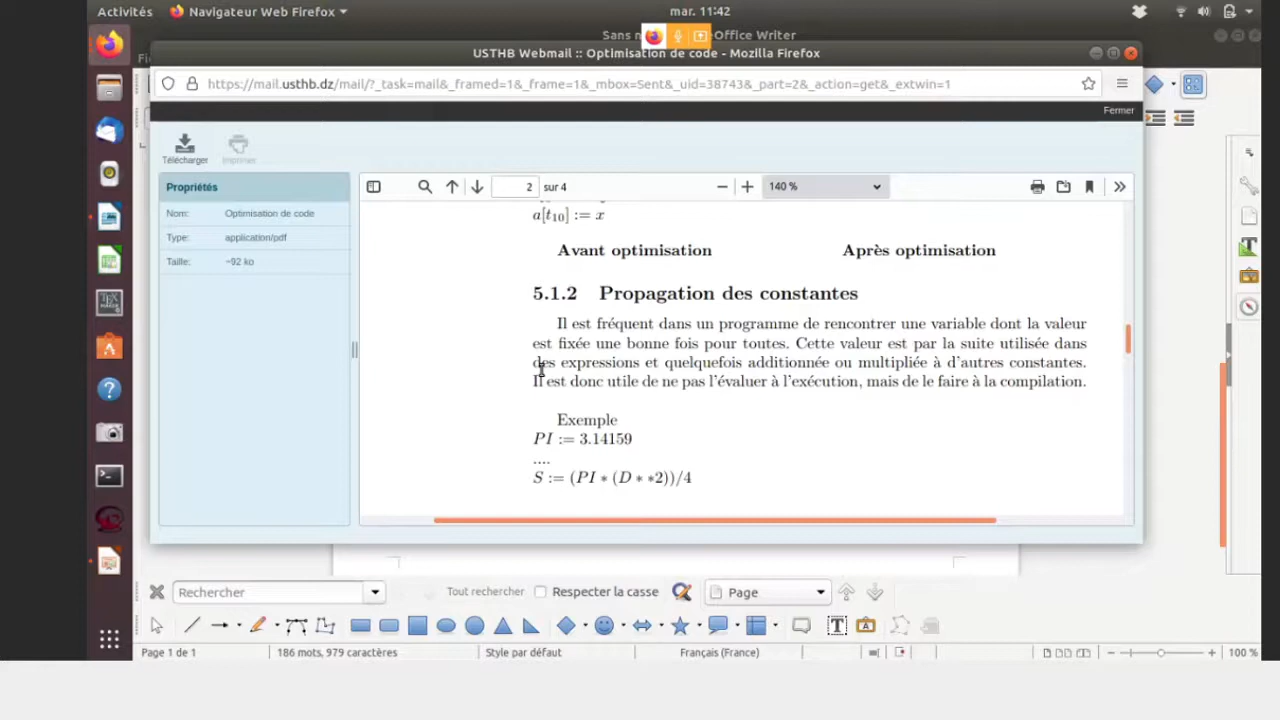 Activités
Navigateur Web Firefox
mar. 11:42
Sans n
Office Writer
Fi
USTHB Webmail :: Optimisation de code - Mozilla Firefox
https://mail.usthb.dz/mail/?_task=mail&_framed=1&_frame=1&_mbox=Sent&_uid=38743&_part=2&_action=get&_extwin=1
Fermer
Télécharger
Imprimer
Propriétés
Nom: Optimisation de code
Type: application/pdf
Taille: ~92 ko
2 sur 4
140 %
a[t10] := x
Avant optimisation
Après optimisation
5.1.2 Propagation des constantes
Il est fréquent dans un programme de rencontrer une variable dont la valeur
est fixée une bonne fois pour toutes. Cette valeur est par la suite utilisée dans
des expressions et quelquefois additionnée ou multipliée à d'autres constantes.
Il est donc utile de ne pas l'évaluer à l'exécution, mais de le faire à la compilation.
Exemple
PI := 3.14159
....
S := (PI * (D * *2))/4
Rechercher
Tout rechercher
Respecter la casse
Page
Page 1 de 1
186 mots, 979 caractères
Style par défaut
Français (France)
100 %